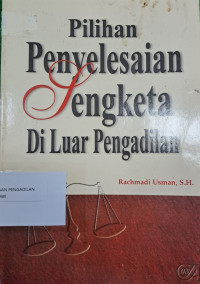 Pilihan
Penyelesaian
Sengketa
Di Luar Pengadilan
Rachmadi Usman, S.H.